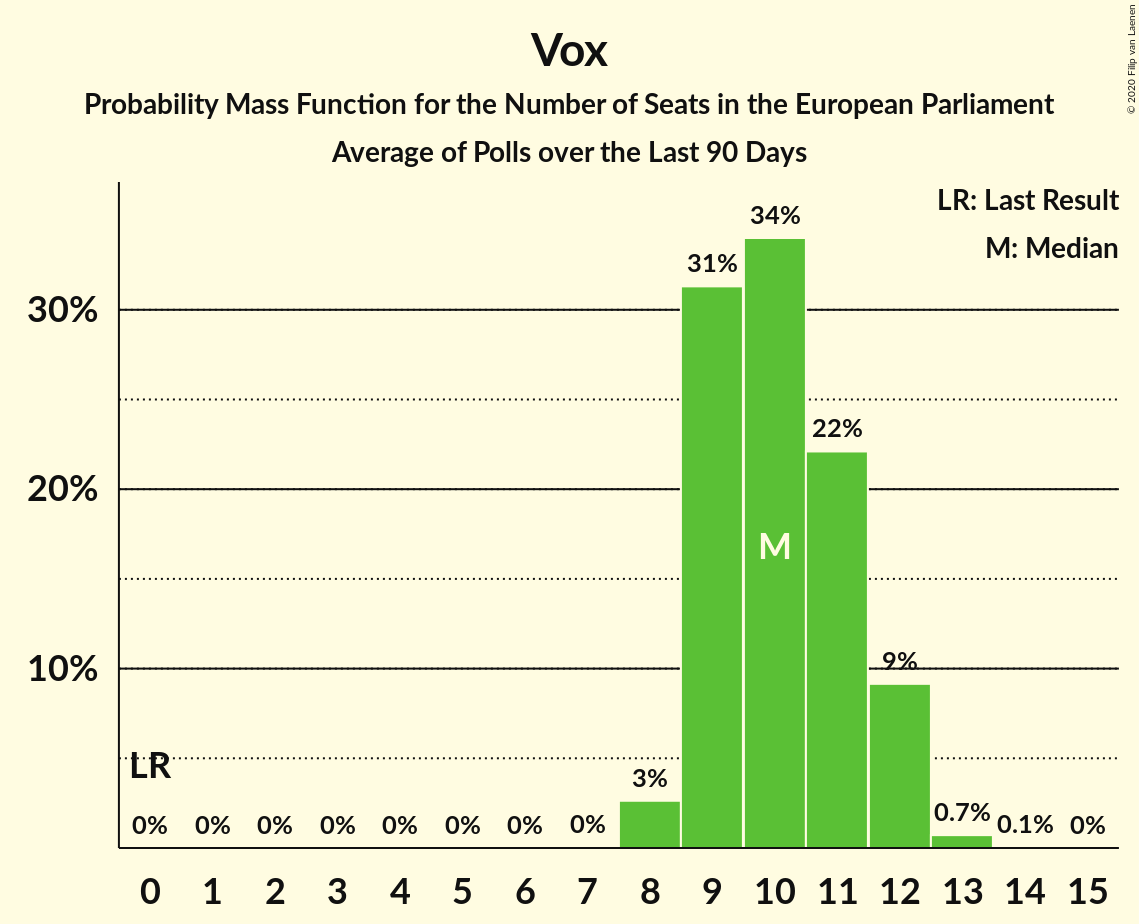 Vox
Probability Mass Function for the Number of Seats in the European Parliament
Average of Polls over the Last 90 Days
© 2020 Filip van Laenen
LR: Last Result
M: Median
34%
31%
30%
22%
20%
M
10%
9%
LR
3%
0% 0% 0% 0% 0% 0% 0% 0% 0.7% 0.1% 0%
0 1 2 3 4 5 6 7 8 9 10 11 12 13 14 15